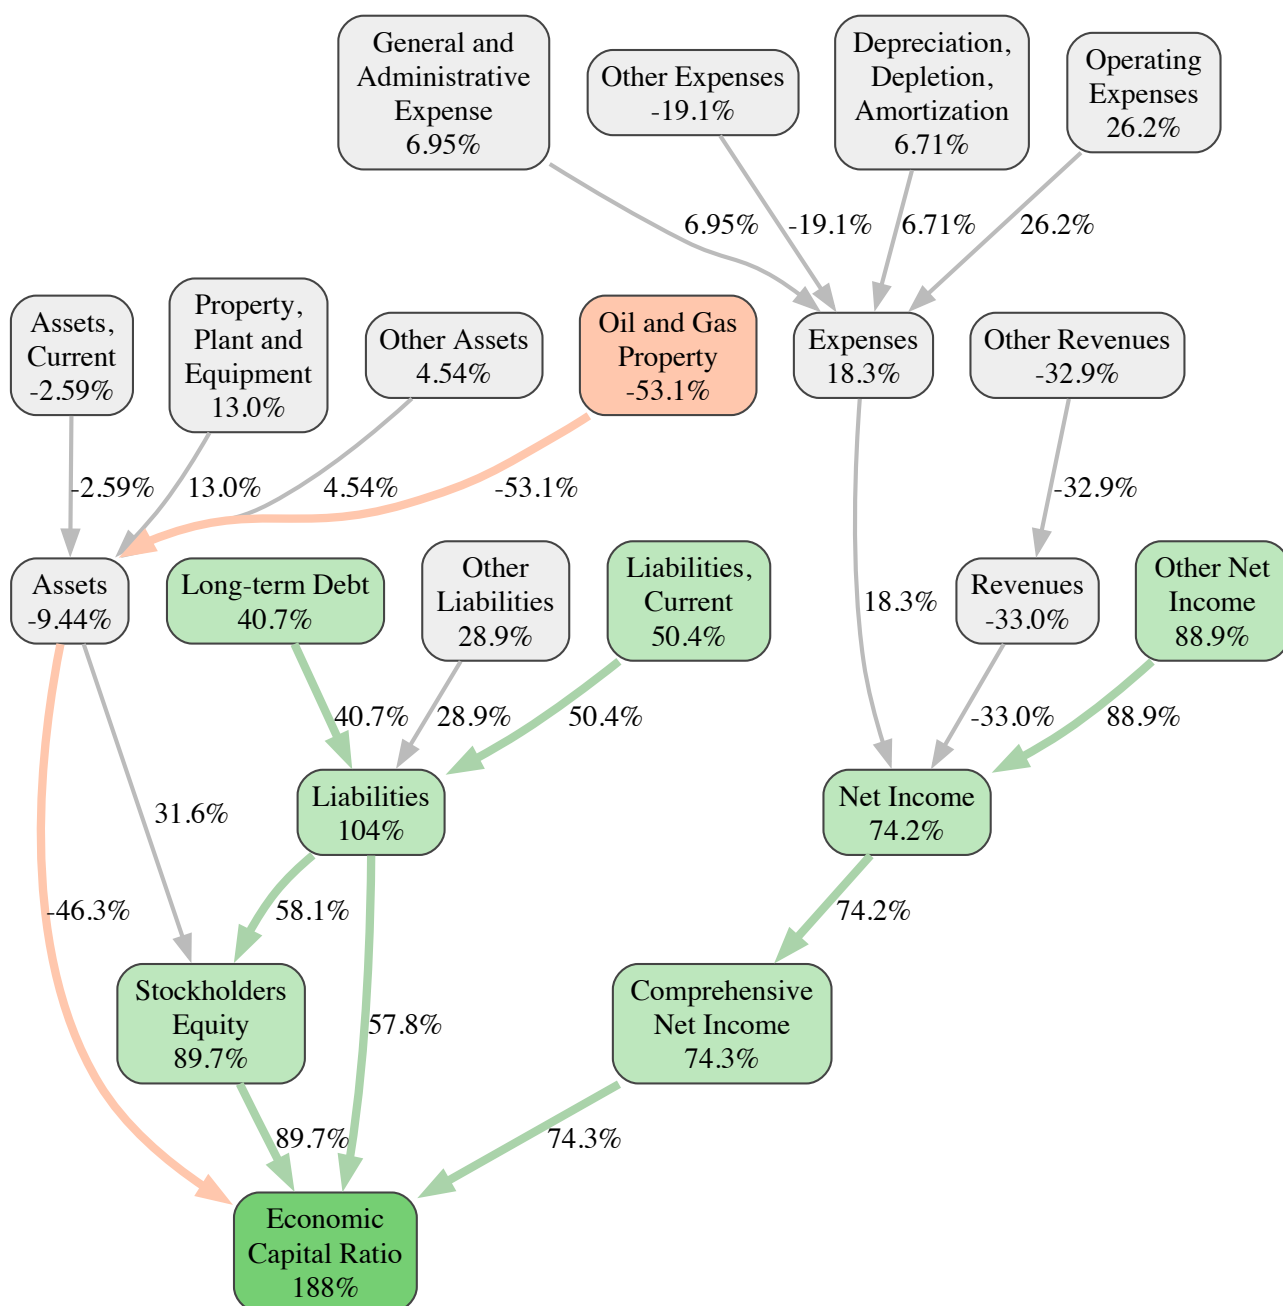 General and
Administrative
Expense
6.95%
Other Expenses
-19.1%
Depreciation,
Depletion,
Amortization
6.71%
Operating
Expenses
26.2%
6.95%
-19.1%
6.71%
26.2%
Assets,
Current
-2.59%
Property,
Plant and
Equipment
13.0%
Other Assets
4.54%
Oil and Gas
Property
-53.1%
Expenses
18.3%
Other Revenues
-32.9%
-2.59%
13.0%
4.54%
-53.1%
-32.9%
Assets
-9.44%
Long-term Debt
40.7%
Other
Liabilities
28.9%
Liabilities,
Current
50.4%
18.3%
Revenues
-33.0%
Other Net
Income
88.9%
40.7%
28.9%
50.4%
-33.0%
88.9%
31.6%
Liabilities
104%
Net Income
74.2%
-46.3%
58.1%
74.2%
Stockholders
Equity
89.7%
57.8%
Comprehensive
Net Income
74.3%
89.7%
74.3%
Economic
Capital Ratio
188%